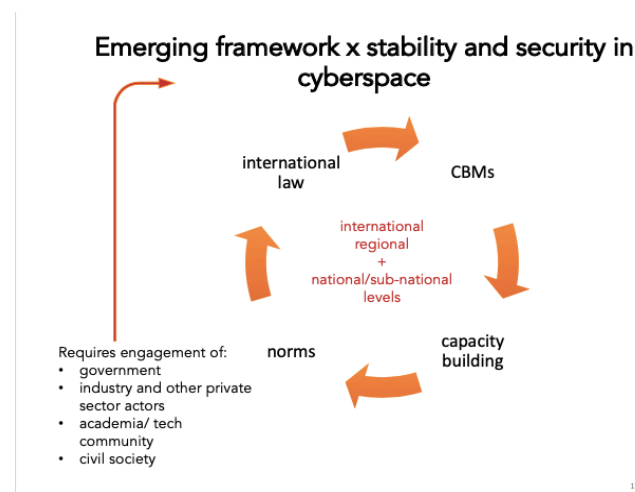 Emerging framework x stability and security in
cyberspace
international
law
CBMs
international
regional
+
national/sub-national
levels
capacity
building
norms
Requires engagement of:
• government
• industry and other private
sector actors
• academia/ tech
community
• civil society
1